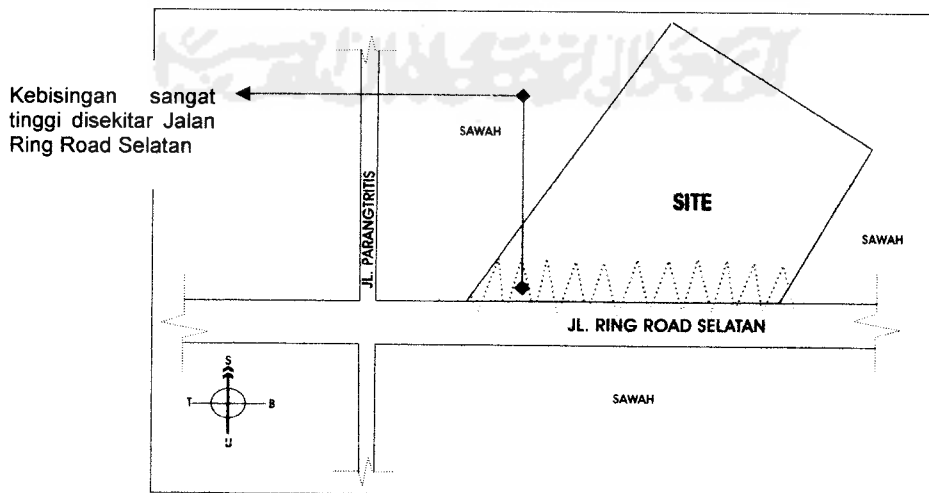 Kebisingan sangat
tinggi disekitar Jalan
Ring Road Selatan
SAWAH
JL. PARANGTRITIS
SITE
SAWAH
JL. RING ROAD SELATAN
S
T B
U
SAWAH